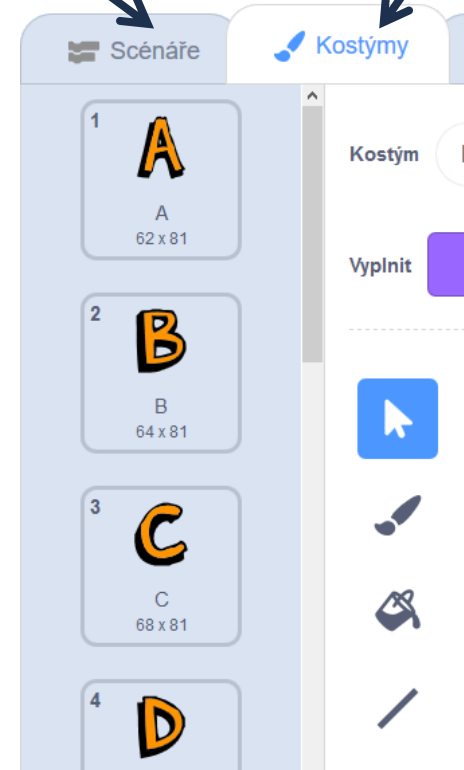 Scénáře
Kostýmy
1
A
A
62 x 81
2
B
B
64 x 81
3
C
C
68 x 81
4
D
Kostým
Vyplnit